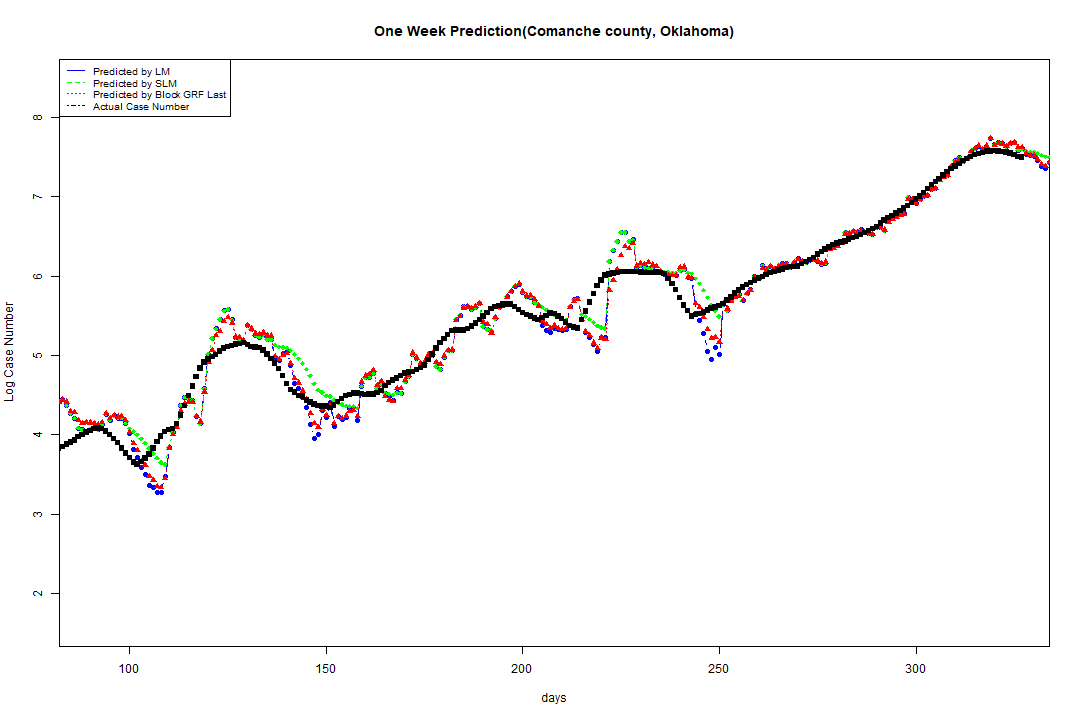 One Week Prediction(Comanche county, Oklahoma)
Predicted by LM
Predicted by SLM
Predicted by Block GRF Last
Actual Case Number
8
7
6
5
4
3
2
Log Case Number
100 150 200 250 300
days